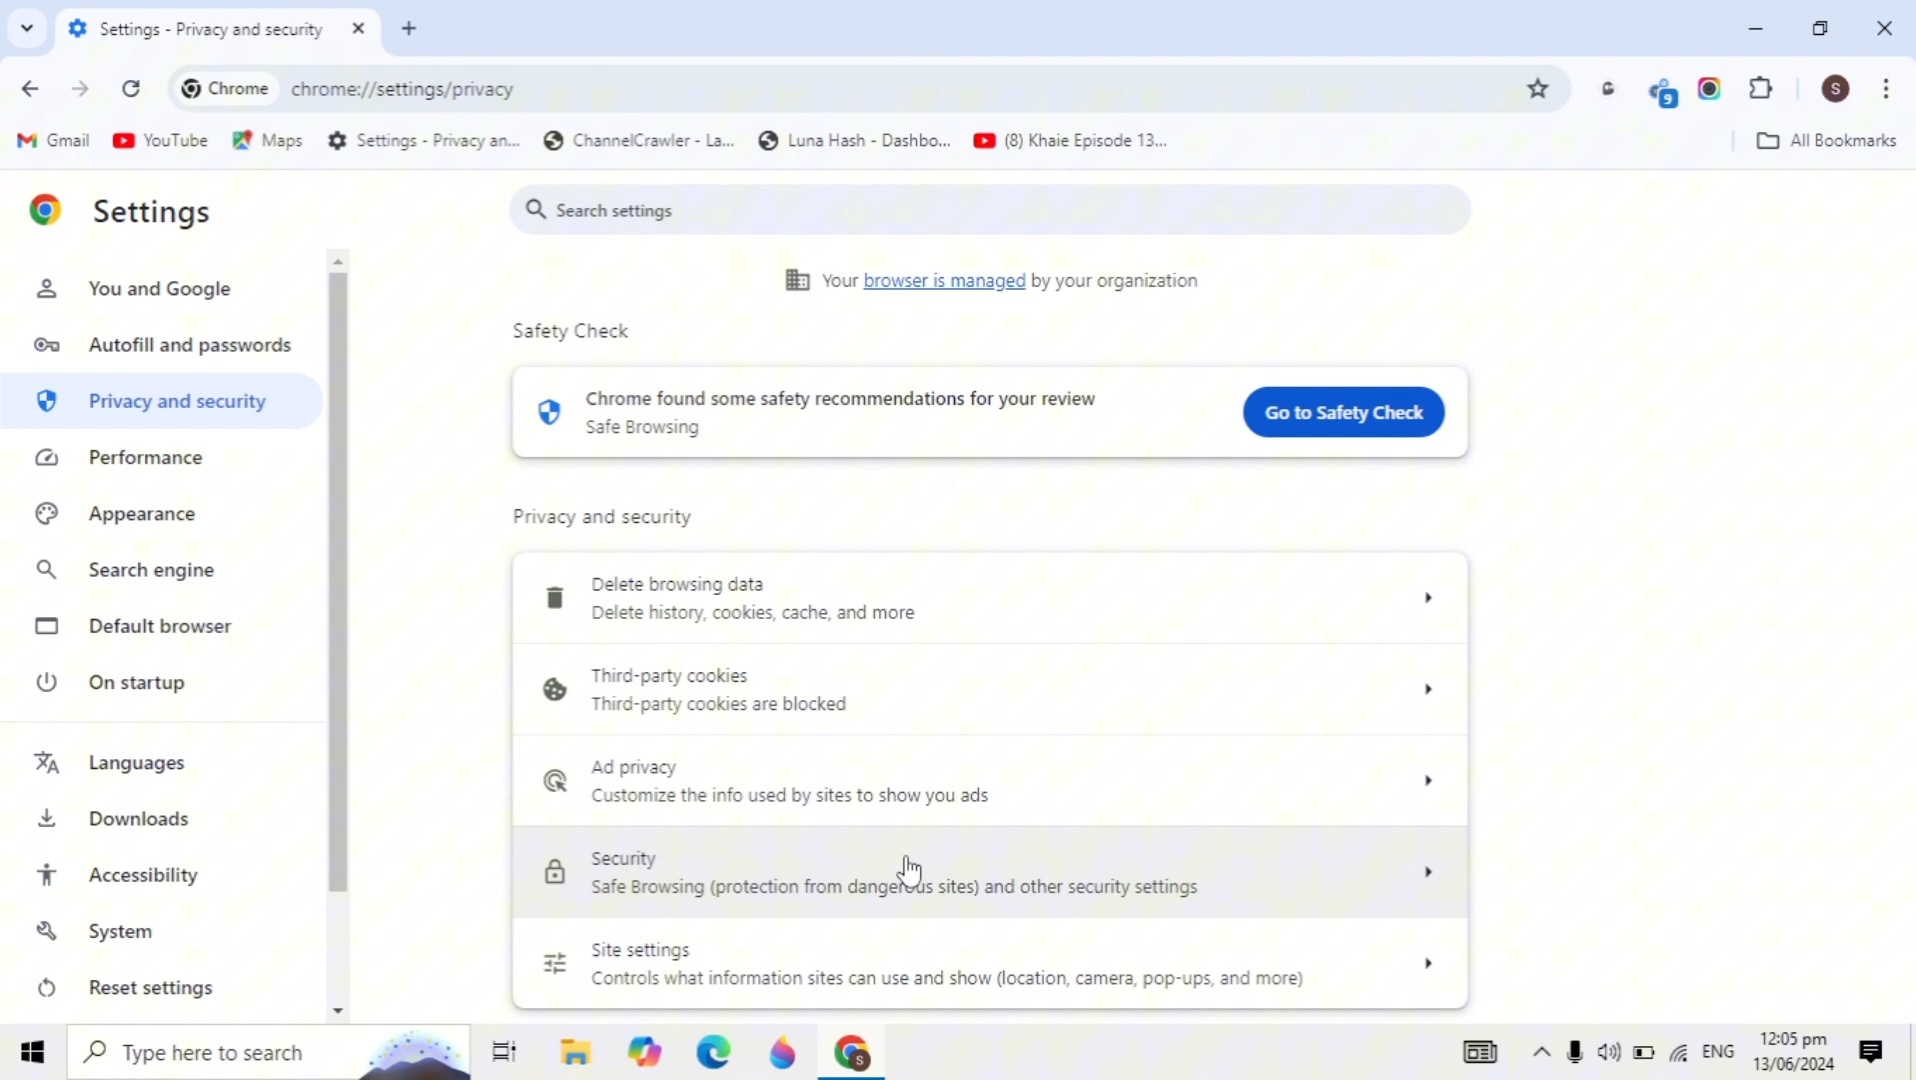 Settings - Privacy and security
Chrome
chrome://settings/privacy
9
S
Gmail
YouTube
Maps
Settings - Privacy an...
ChannelCrawler - La...
Luna Hash - Dashbo...
(8) Khaie Episode 13...
All Bookmarks
Settings
Search settings
You and Google
Autofill and passwords
Privacy and security
Performance
Appearance
Search engine
Default browser
On startup
Languages
Downloads
Accessibility
System
Reset settings
Your browser is managed by your organization
Safety Check
Chrome found some safety recommendations for your review
Safe Browsing
Go to Safety Check
Privacy and security
Delete browsing data
Delete history, cookies, cache, and more
Third-party cookies
Third-party cookies are blocked
Ad privacy
Customize the info used by sites to show you ads
Security
Safe Browsing (protection from dangerous sites) and other security settings
Site settings
Controls what information sites can use and show (location, camera, pop-ups, and more)
Type here to search
S
ENG
12:05 pm
13/06/2024